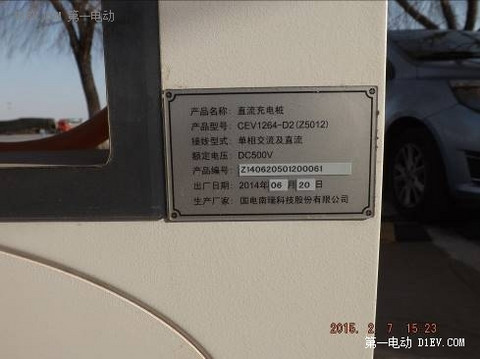 第一电动
产品名称: 直流充电桩
产品型号: CEV1264-D2(Z5012)
接线型式: 单相交流及直流
额定电压: DC500V
产品编号: Z140620501200061
出厂日期: 2014年06月20日
生产厂家: 国电南瑞科技股份有限公司
2015. 2. 7 15 23
第一电动 D1EV.COM